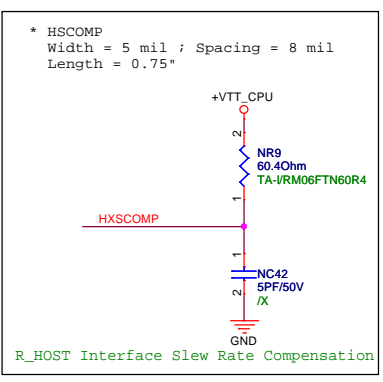 * HSCOMP
Width = 5 mil ; Spacing = 8 mil
Length = 0.75"
+VTT_CPU
2
NR9
60.4Ohm
TA-I/RM06FTN60R4
1
HXSCOMP
1
NC42
5PF/50V
2
/X
GND
R_HOST Interface Slew Rate Compensation